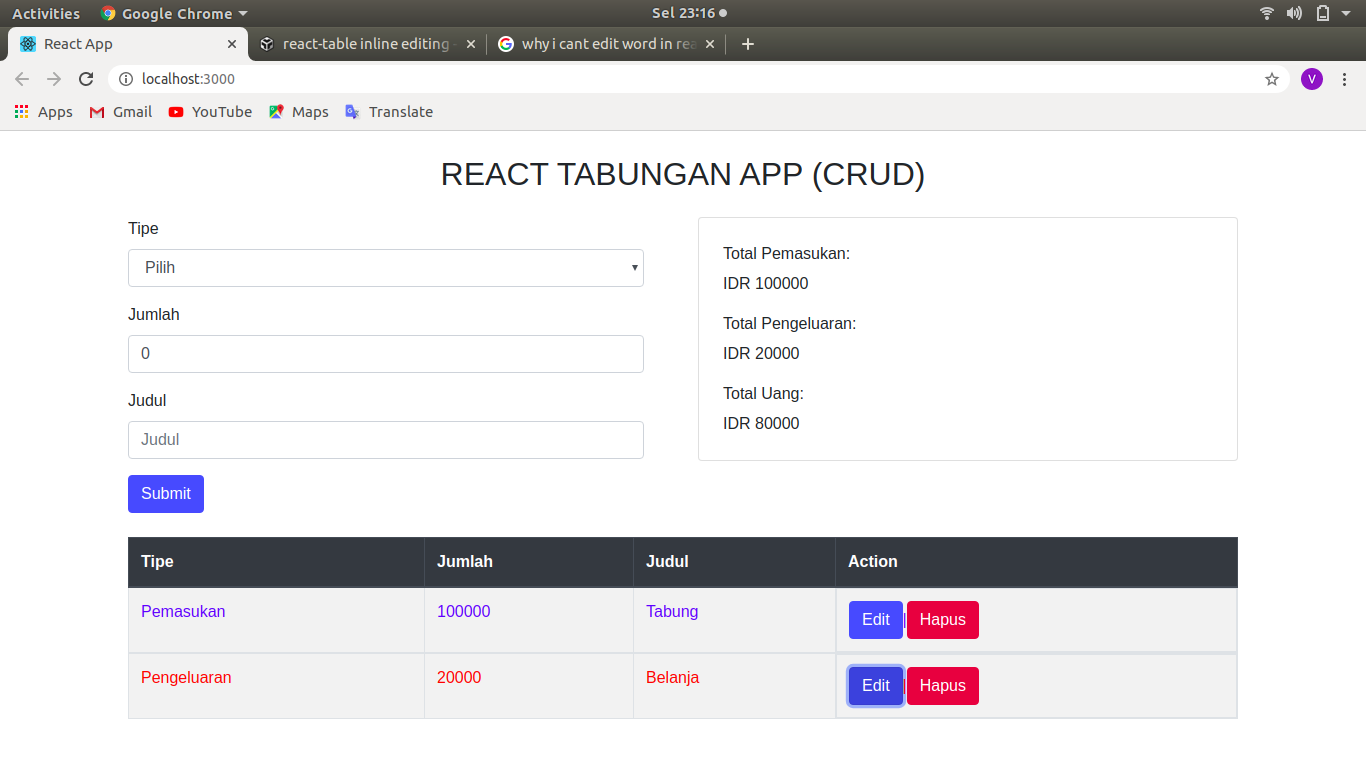 Activities Google Chrome Sel 23:16
React App react-table inline editing why i cant edit word in rea
localhost:3000 V
Apps Gmail YouTube Maps Translate
REACT TABUNGAN APP (CRUD)
Tipe
Pilih
Jumlah
0
Judul
Judul
Submit
Total Pemasukan:
IDR 100000
Total Pengeluaran:
IDR 20000
Total Uang:
IDR 80000
Tipe Jumlah Judul Action
Pemasukan 100000 Tabung Edit | Hapus
Pengeluaran 20000 Belanja Edit | Hapus